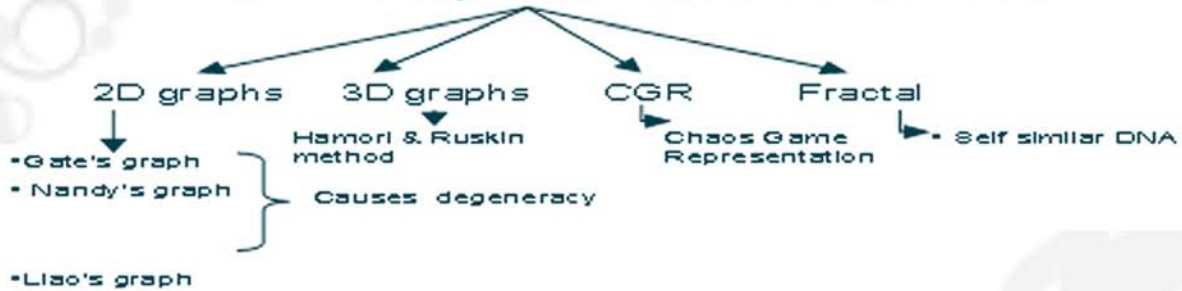 2D graphs
3D graphs
CGR
Fractal
▪Gate's graph
▪ Nandy's graph
Causes degeneracy
▪Liao's graph
Hamori & Ruskin
method
Chaos Game
Representation
▪ Self similar DNA